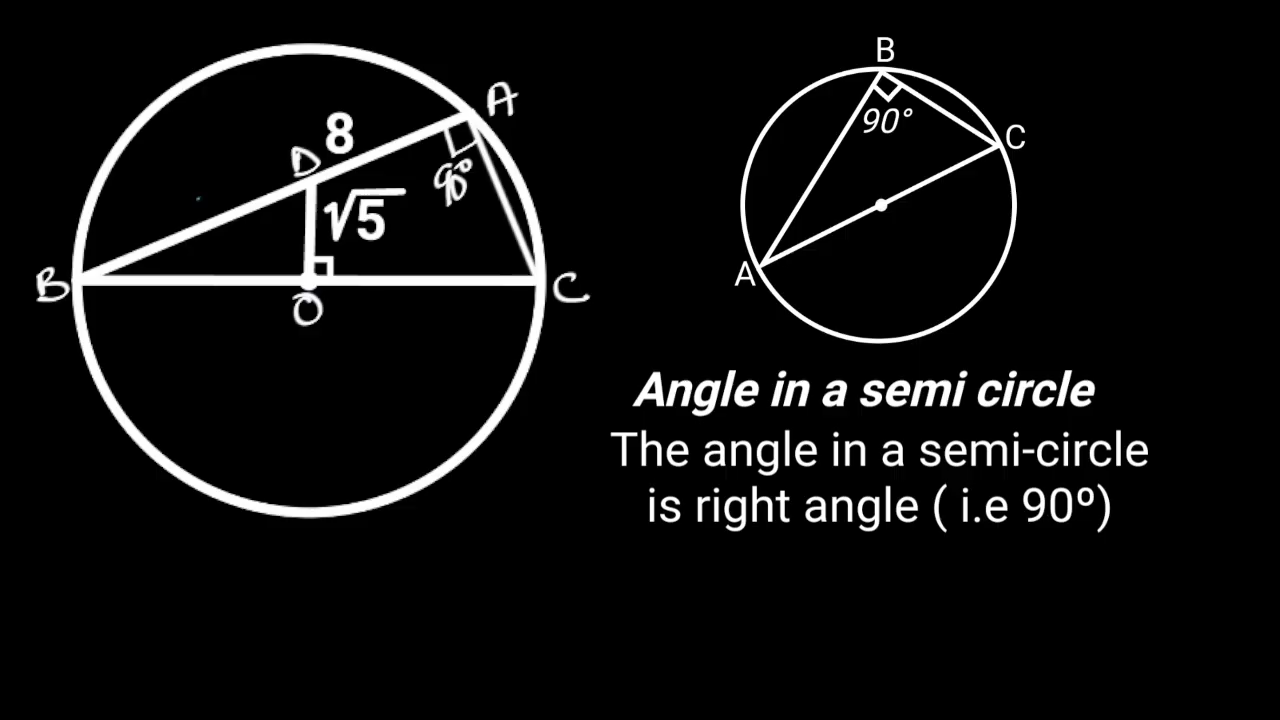 A
8
D
90°
√5
B
O
C
B
90°
C
A
Angle in a semi circle
The angle in a semi-circle
is right angle ( i.e 90º)